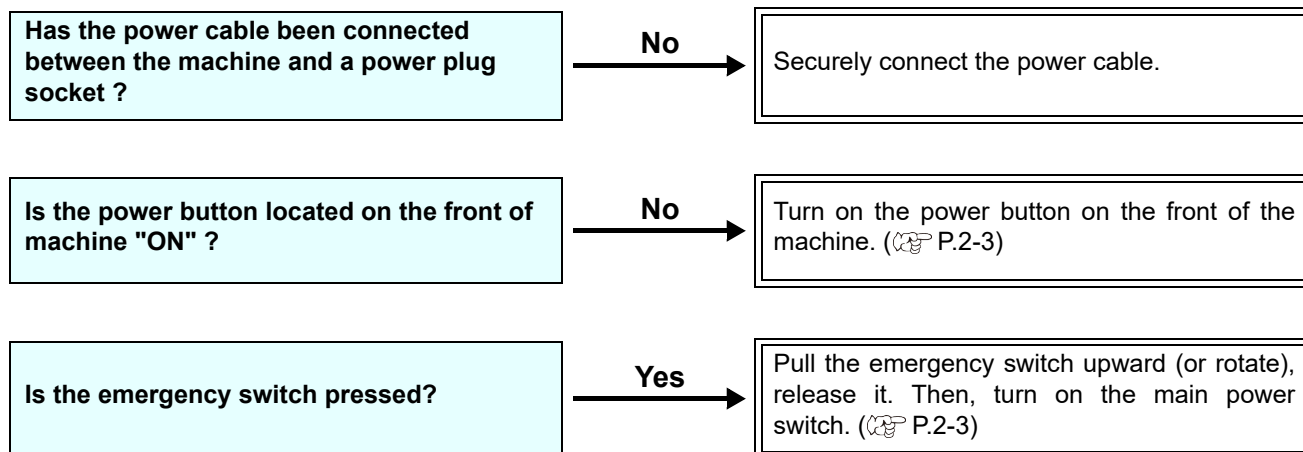 Has the power cable been connected
between the machine and a power plug
socket ?
No
Securely connect the power cable.
Is the power button located on the front of
machine "ON" ?
No
Turn on the power button on the front of the
machine. (☞ P.2-3)
Is the emergency switch pressed?
Yes
Pull the emergency switch upward (or rotate),
release it. Then, turn on the main power
switch. (☞ P.2-3)